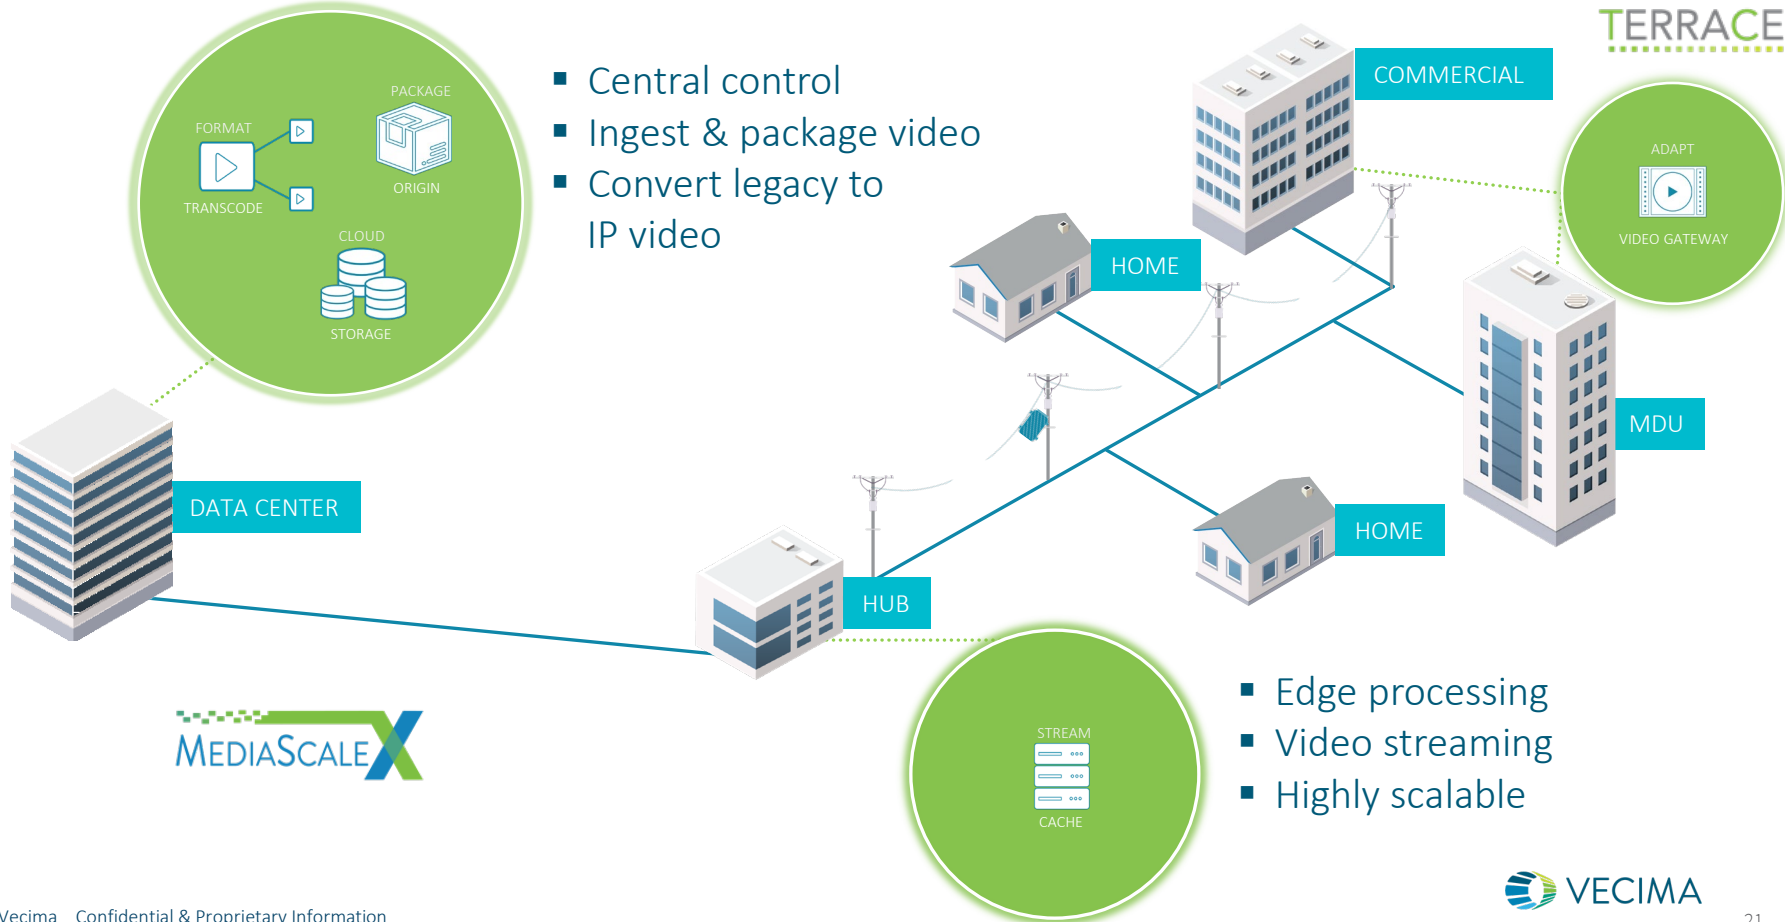 TERRACE
PACKAGE
FORMAT
ORIGIN
TRANSCODE
CLOUD
STORAGE
▪ Central control
▪ Ingest & package video
▪ Convert legacy to
IP video
COMMERCIAL
ADAPT
VIDEO GATEWAY
HOME
MDU
DATA CENTER
HOME
HUB
MEDIASCALEX
STREAM
CACHE
▪ Edge processing
▪ Video streaming
▪ Highly scalable
VECIMA
Vecima Confidential & Proprietary Information
21